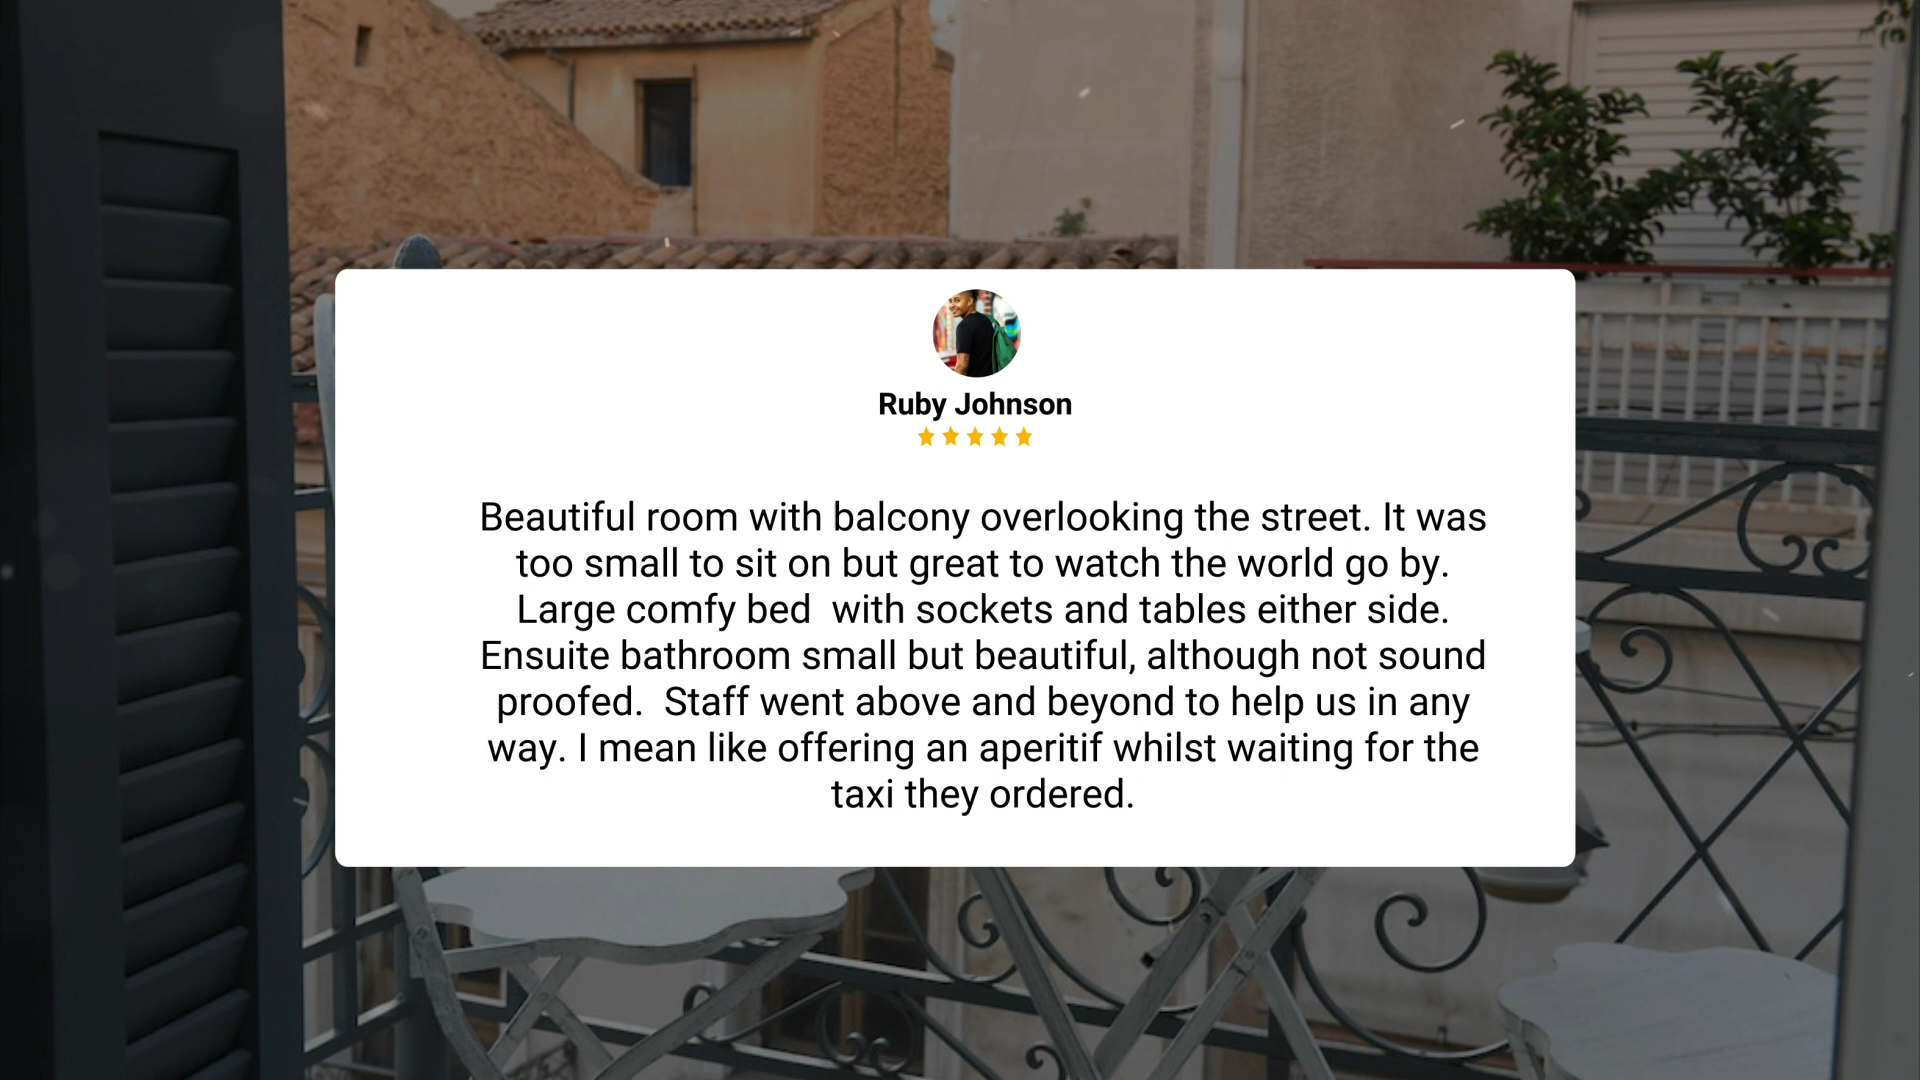 Ruby Johnson
Beautiful room with balcony overlooking the street. It was
too small to sit on but great to watch the world go by.
Large comfy bed  with sockets and tables either side.
Ensuite bathroom small but beautiful, although not sound
proofed.  Staff went above and beyond to help us in any
way. I mean like offering an aperitif whilst waiting for the
taxi they ordered.